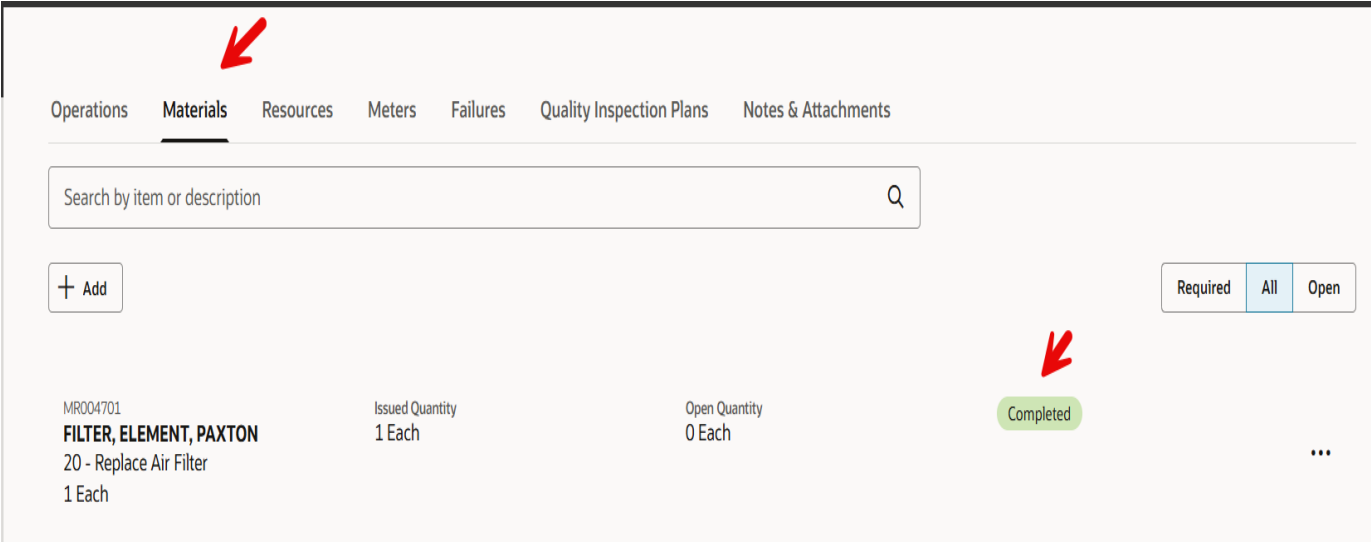 Operations Materials Resources Meters Failures Quality Inspection Plans Notes & Attachments
Search by item or description
+ Add
Required All Open
MR004701 Issued Quantity Open Quantity Completed
FILTER, ELEMENT, PAXTON 1 Each 0 Each
20 - Replace Air Filter
1 Each